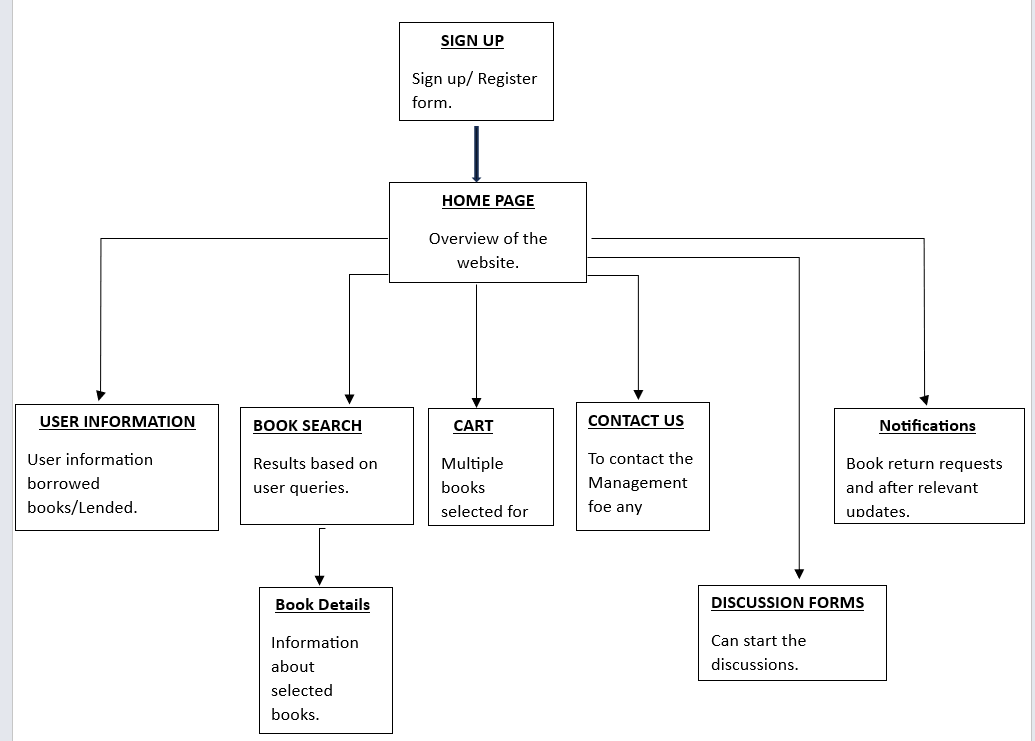 SIGN UP
Sign up/ Register
form.
HOME PAGE
Overview of the
website.
USER INFORMATION
User information
borrowed
books/Lended.
BOOK SEARCH
Results based on
user queries.
CART
Multiple
books
selected for
CONTACT US
To contact the
Management
foe any
Notifications
Book return requests
and after relevant
updates.
Book Details
Information
about
selected
books.
DISCUSSION FORMS
Can start the
discussions.